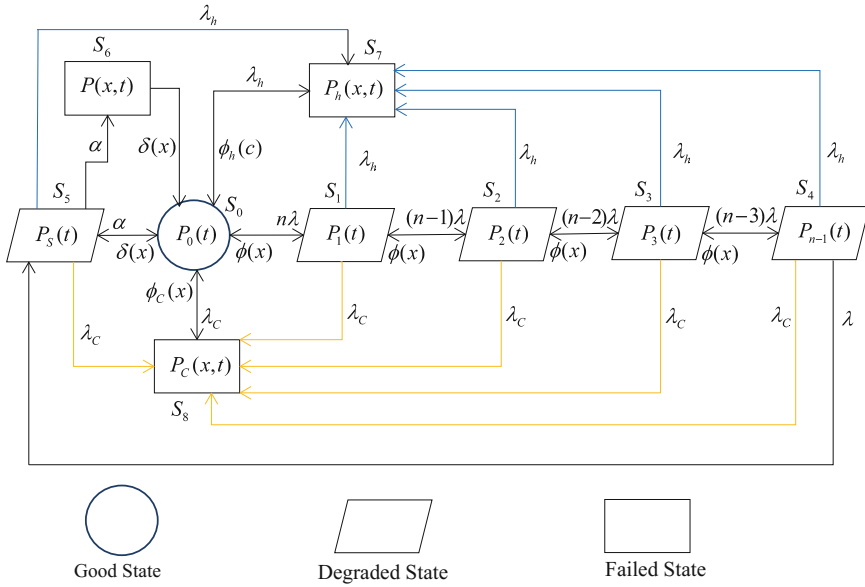 λ_h
S_7
S_6
P(x,t)
λ_h
P_h(x,t)
α
δ(x)
φ_h(c)
λ_h
λ_h
λ_h
λ_h
S_5
S_0
S_1
S_2
S_3
S_4
P_S(t)
α
δ(x)
P_0(t)
nλ
φ(x)
P_1(t)
(n−1)λ
φ(x)
P_2(t)
(n−2)λ
φ(x)
P_3(t)
(n−3)λ
φ(x)
P_{n−1}(t)
φ_C(x)
λ_C
λ_C
λ_C
λ_C
λ_C
λ_C
λ
P_C(x,t)
S_8
Good State
Degraded State
Failed State